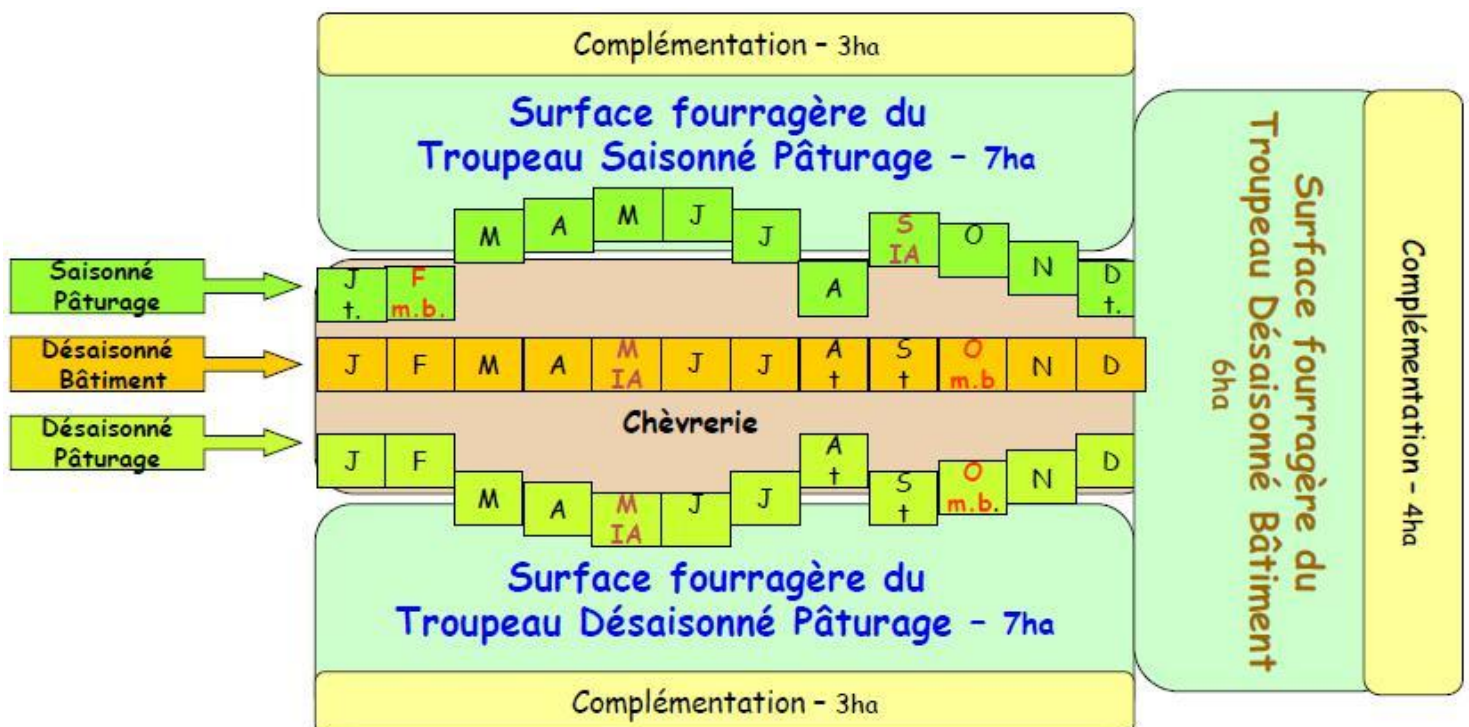 Complémentation – 3ha
Surface fourragère du
Troupeau Saisonné Pâturage – 7ha
Saisonné
Pâturage
J
t.
F
m.b.
M
A
M
J
J
A
S
IA
O
N
D
t.
Désaisonné
Bâtiment
J
F
M
A
M
IA
J
J
A
t
S
t
O
m.b
N
D
Chèvrerie
Désaisonné
Pâturage
J
F
M
A
M
IA
J
J
A
t
S
t
O
m.b.
N
D
Surface fourragère du
Troupeau Désaisonné Pâturage – 7ha
Complémentation – 3ha
Surface fourragère du
Troupeau Désaisonné Bâtiment
6ha
Complémentation – 4ha